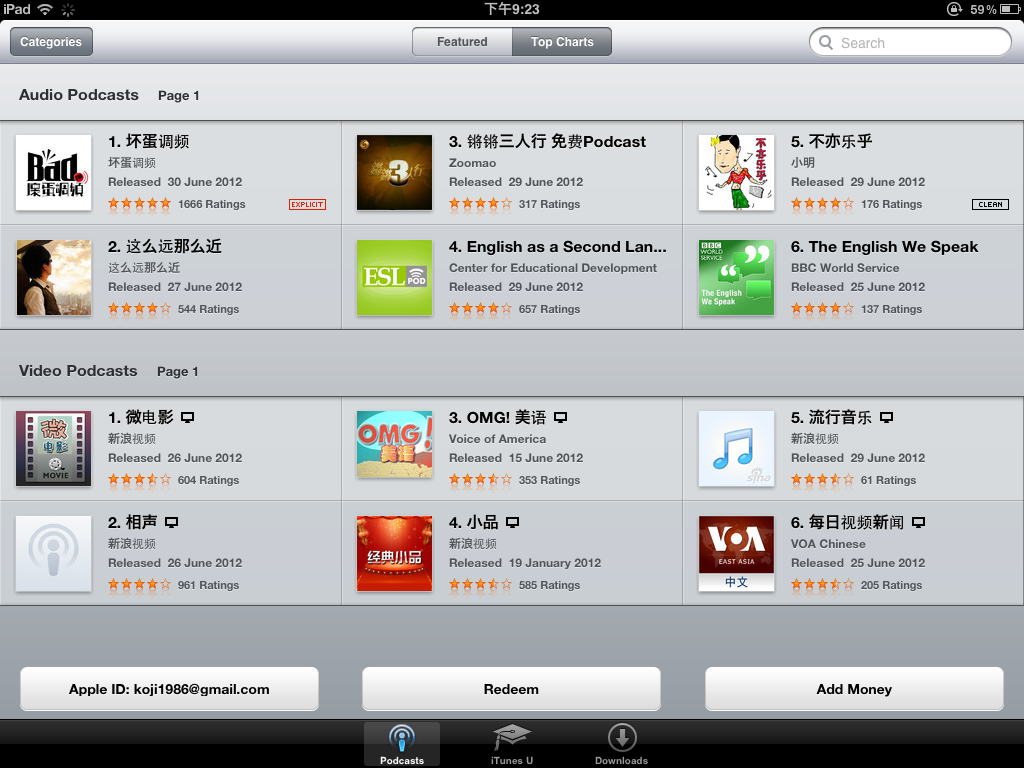 iPad
下午9:23
59%
Categories
Featured
Top Charts
Search
Audio Podcasts Page 1
Bad
坏蛋调频
1. 坏蛋调频
坏蛋调频
Released 30 June 2012
1666 Ratings
EXPLICIT
3
3. 锵锵三人行 免费Podcast
Zoomao
Released 29 June 2012
317 Ratings
不亦乐乎
5. 不亦乐乎
小明
Released 29 June 2012
176 Ratings
CLEAN
2. 这么远那么近
这么远那么近
Released 27 June 2012
544 Ratings
ESL
POD
4. English as a Second Lan...
Center for Educational Development
Released 29 June 2012
657 Ratings
BBC
WORLD
SERVICE
The English
We Speak
6. The English We Speak
BBC World Service
Released 25 June 2012
137 Ratings
Video Podcasts Page 1
微
电影
MOVIE
1. 微电影
新浪视频
Released 26 June 2012
604 Ratings
OMG!
美语
3. OMG! 美语
Voice of America
Released 15 June 2012
353 Ratings
sina
5. 流行音乐
新浪视频
Released 29 June 2012
61 Ratings
2. 相声
新浪视频
Released 26 June 2012
961 Ratings
经典小品
4. 小品
新浪视频
Released 19 January 2012
585 Ratings
VOA
EAST ASIA
中文
6. 每日视频新闻
VOA Chinese
Released 25 June 2012
205 Ratings
Apple ID: koji1986@gmail.com
Redeem
Add Money
Podcasts
iTunes U
Downloads